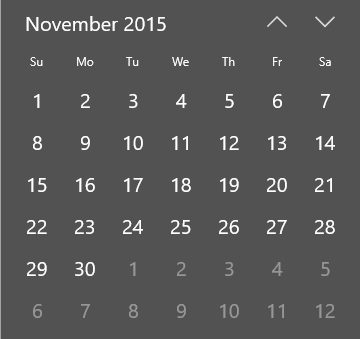 November 2015
Su Mo Tu We Th Fr Sa
1 2 3 4 5 6 7
8 9 10 11 12 13 14
15 16 17 18 19 20 21
22 23 24 25 26 27 28
29 30 1 2 3 4 5
6 7 8 9 10 11 12